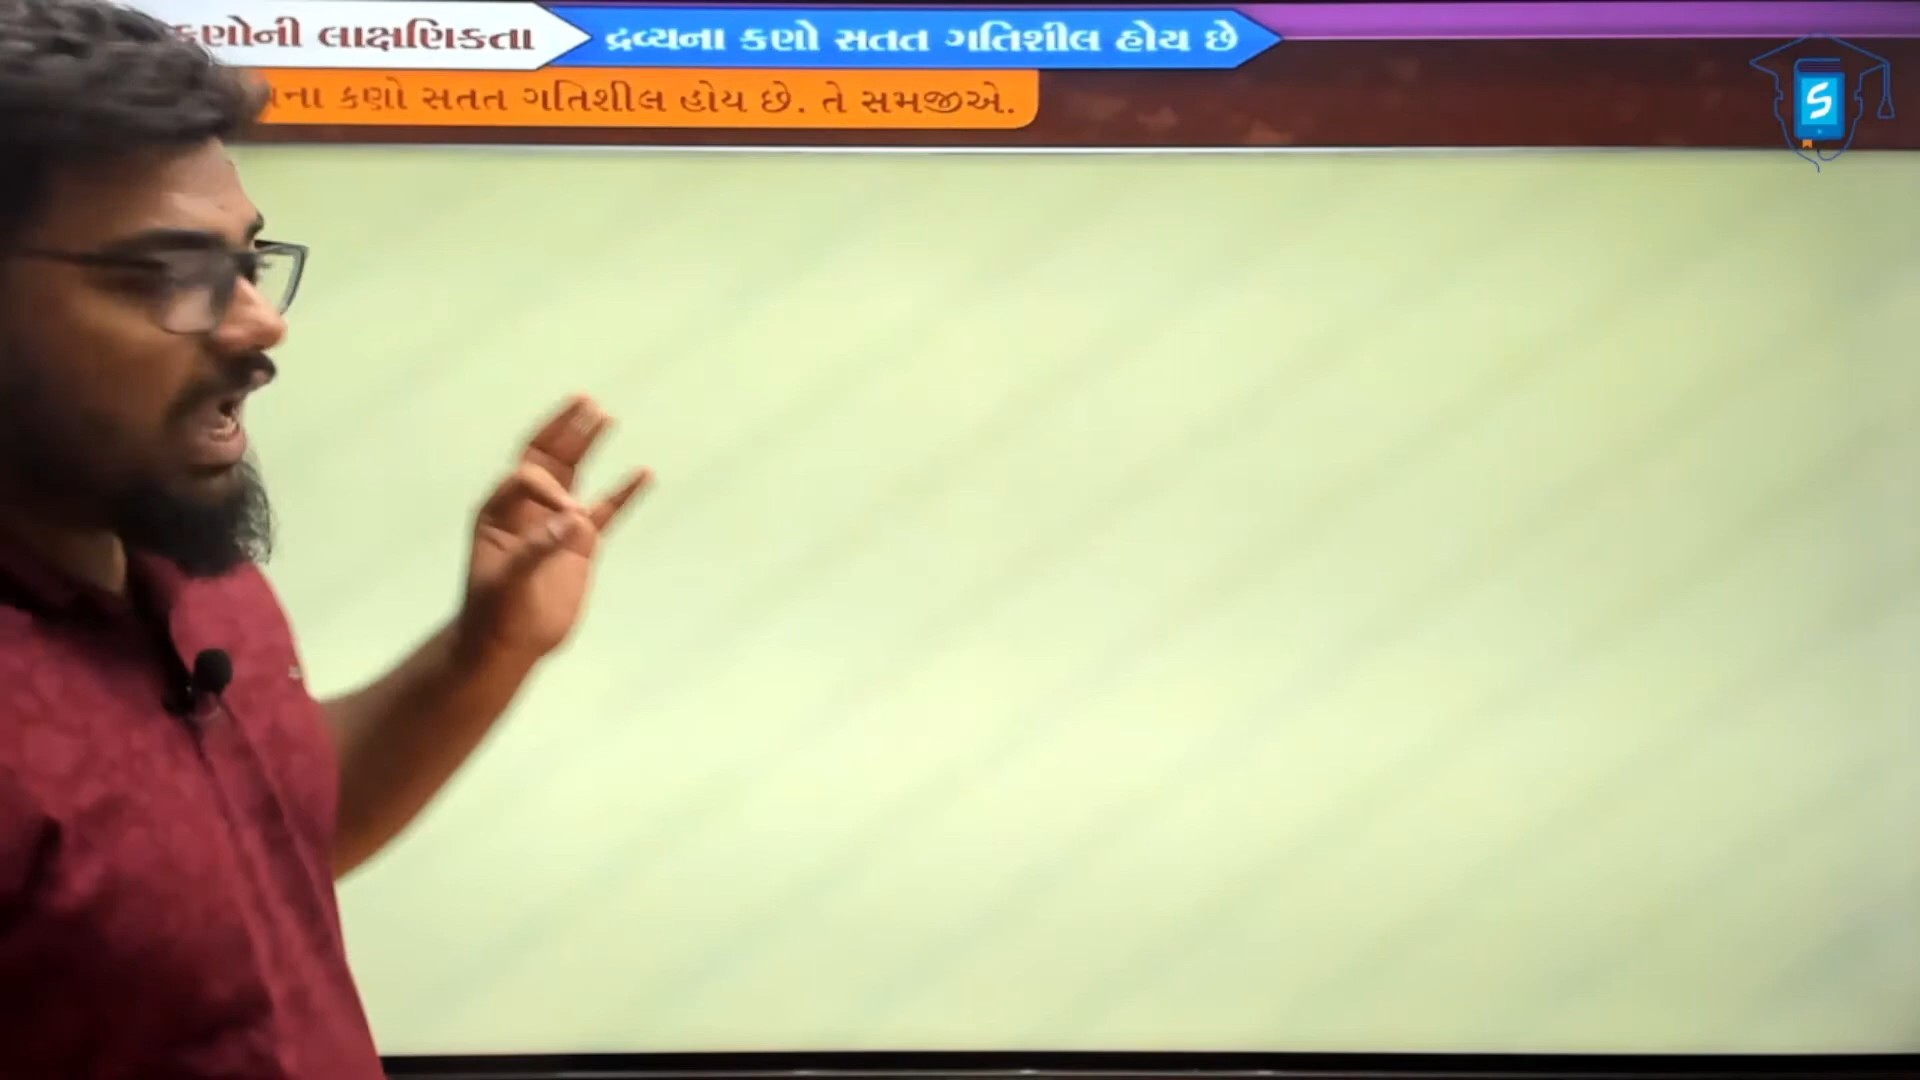 કણોની લાક્ષણિકતા
દ્રવ્યના કણો સતત ગતિશીલ હોય છે
કણો સતત ગતિશીલ હોય છે. તે સમજીએ.
S